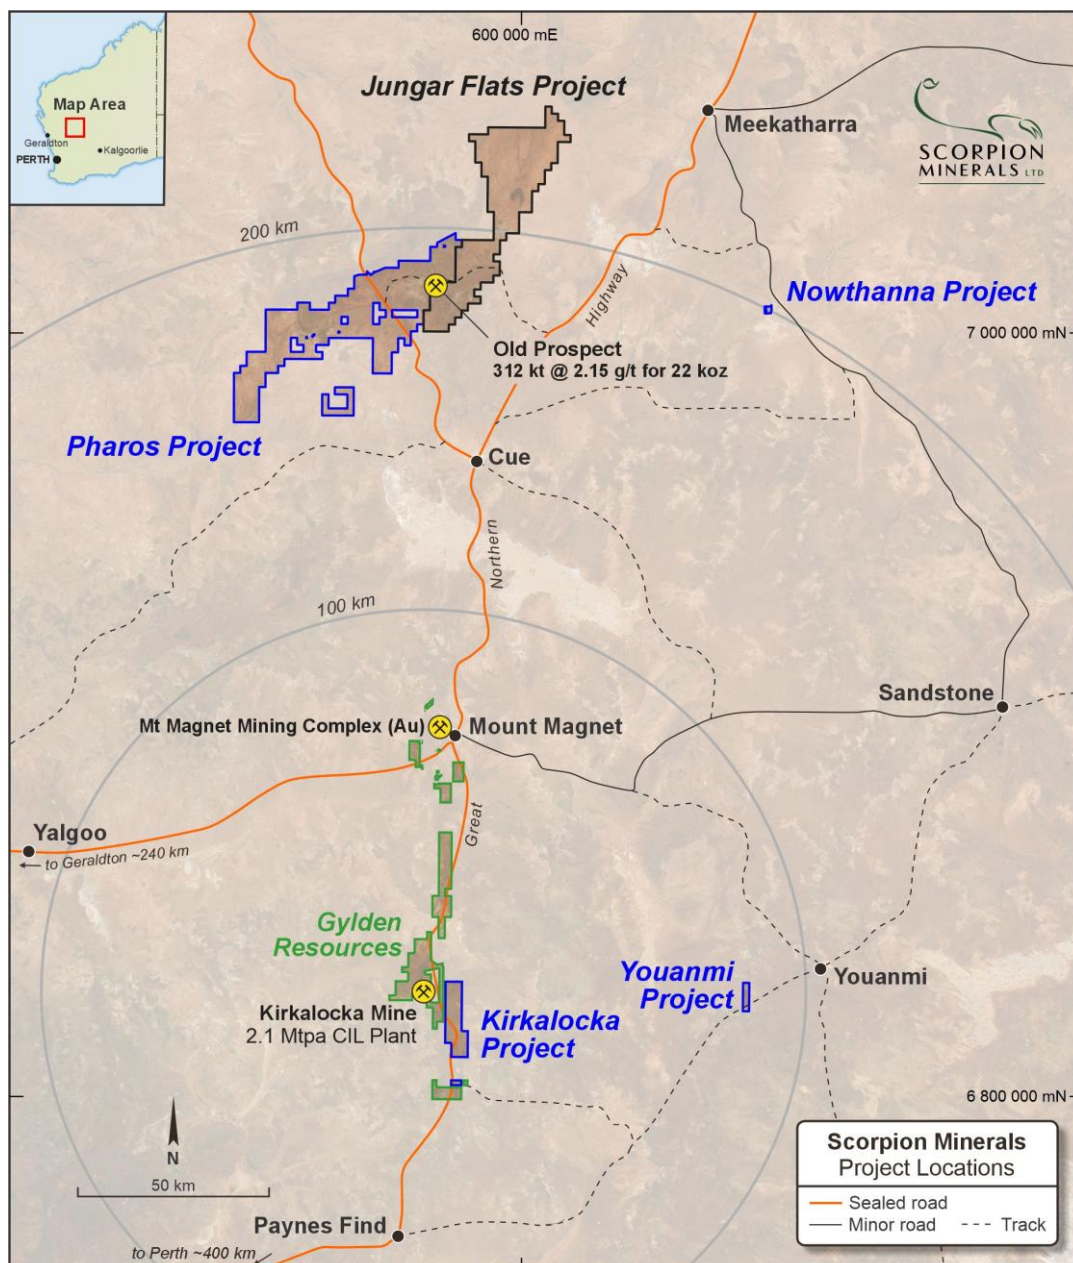 600 000 mE
Map Area
Geraldton
PERTH
Kalgoorlie
Jungar Flats Project
Meekatharra
SCORPION
MINERALS LTD
200 km
Highway
Nowthanna Project
7 000 000 mN
Old Prospect
312 kt @ 2.15 g/t for 22 koz
Pharos Project
Cue
Northern
100 km
Sandstone
Mt Magnet Mining Complex (Au)
Mount Magnet
Great
Yalgoo
to Geraldton ~240 km
Gylden
Resources
Youanmi
Project
Youanmi
Kirkalocka Mine
2.1 Mtpa CIL Plant
Kirkalocka
Project
6 800 000 mN
N
50 km
Paynes Find
to Perth ~400 km
Scorpion Minerals
Project Locations
Sealed road
Minor road
Track